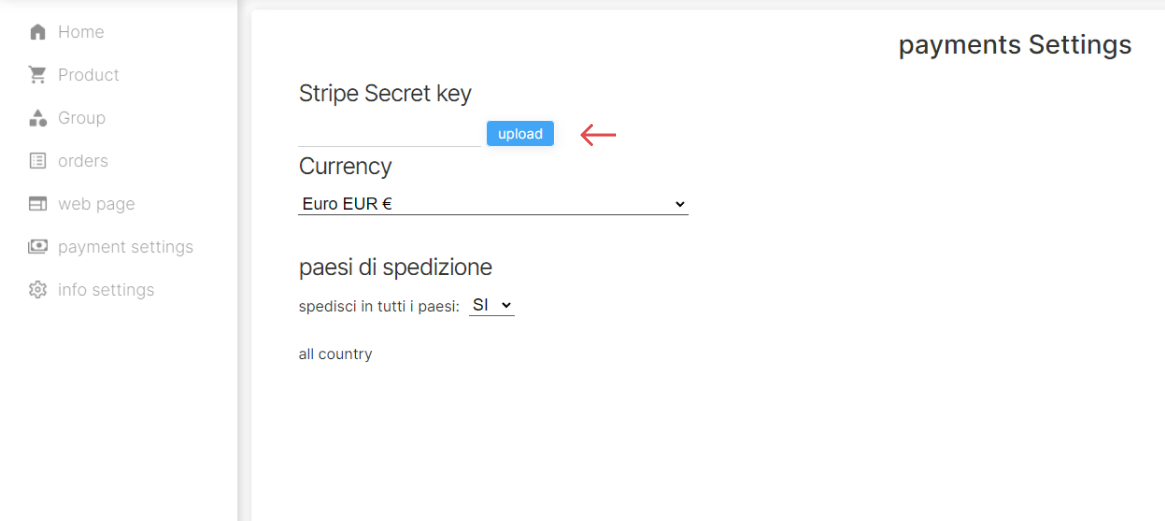 Home
Product
Group
orders
web page
payment settings
info settings
payments Settings
Stripe Secret key
upload
Currency
Euro EUR €
paesi di spedizione
spedisci in tutti i paesi: SI
all country